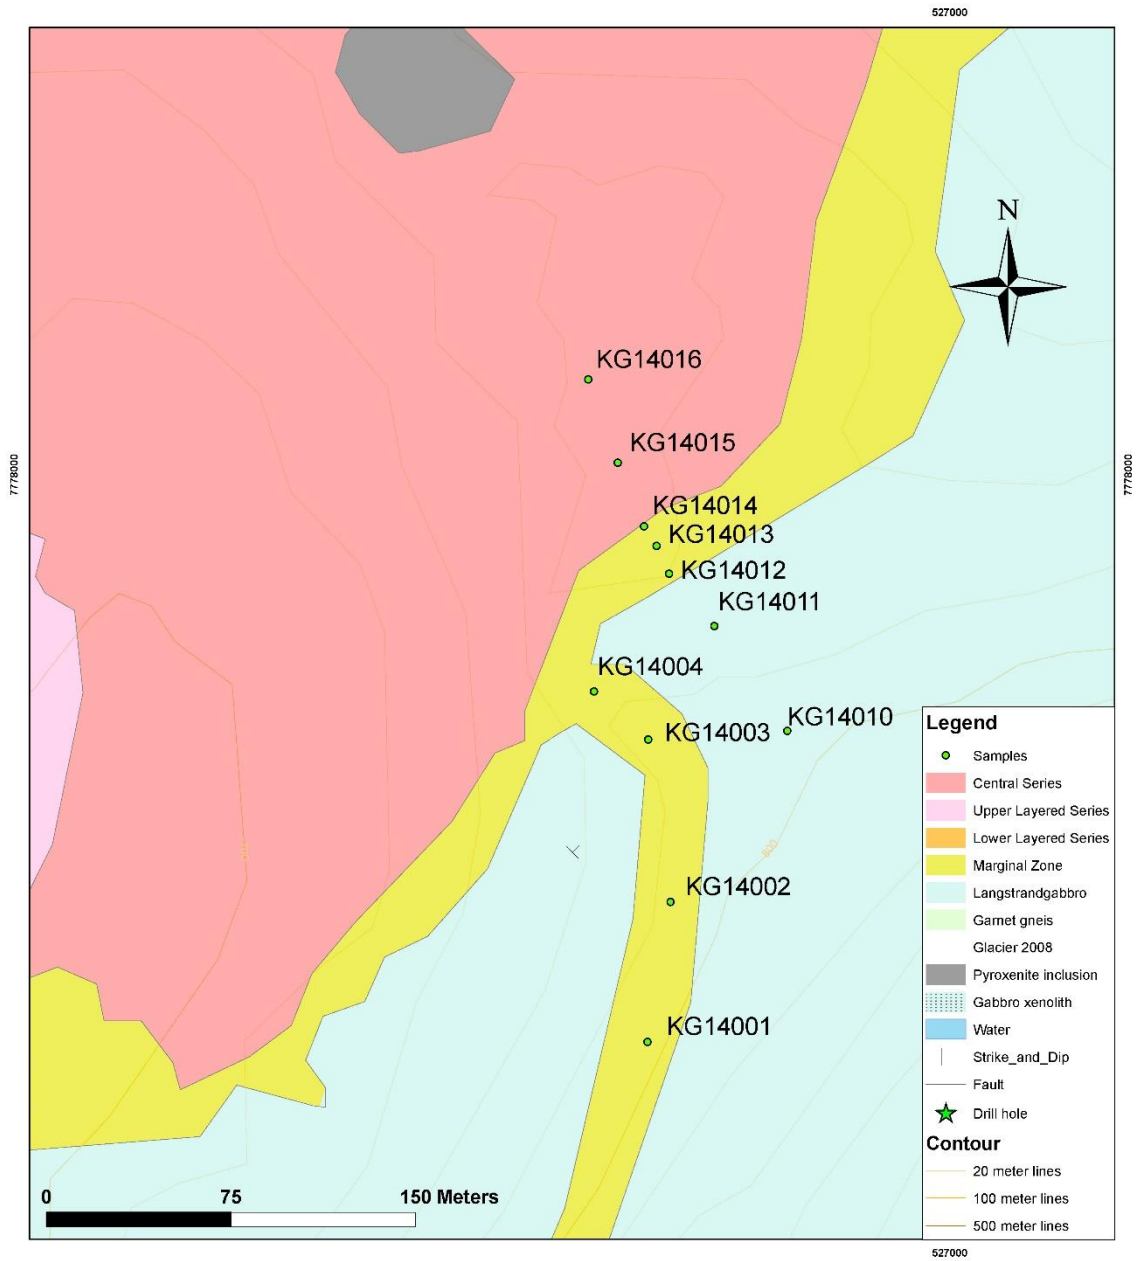 527000
N
KG14016
KG14015
7778000
7778000
KG14014
KG14013
KG14012
KG14011
KG14004
KG14003
KG14010
KG14002
KG14001
600
Legend
Samples
Central Series
Upper Layered Series
Lower Layered Series
Marginal Zone
Langstrandgabbro
Garnet gneis
Glacier 2008
Pyroxenite inclusion
Gabbro xenolith
Water
Strike_and_Dip
Fault
Drill hole
Contour
20 meter lines
100 meter lines
500 meter lines
0 75 150 Meters
527000